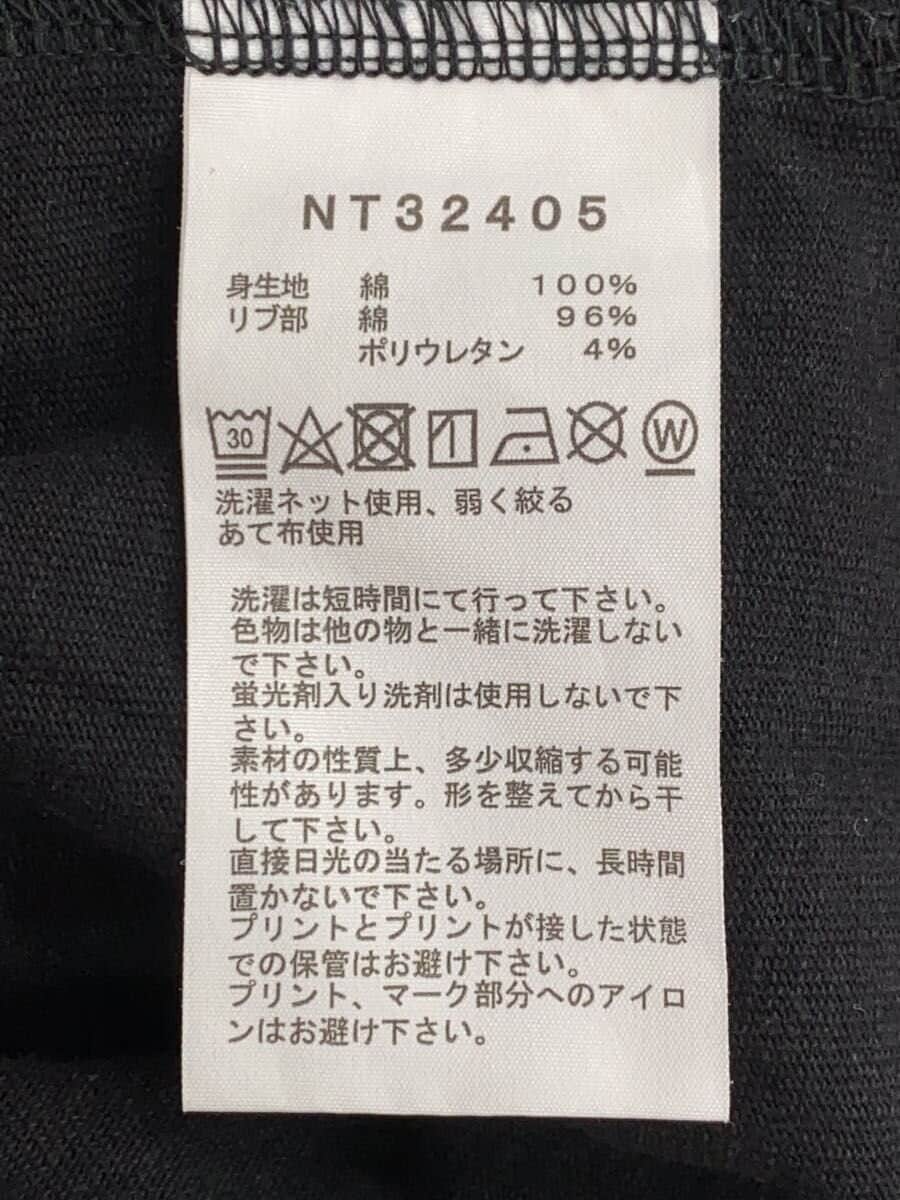 NT32405
身生地 綿 100%
リブ部 綿 96%
ポリウレタン 4%
30 W
洗濯ネット使用、弱く絞る
あて布使用
洗濯は短時間にて行って下さい。
色物は他の物と一緒に洗濯しない
で下さい。
蛍光剤入り洗剤は使用しないで下
さい。
素材の性質上、多少収縮する可能
性があります。形を整えてから干
して下さい。
直接日光の当たる場所に、長時間
置かないで下さい。
プリントとプリントが接した状態
での保管はお避け下さい。
プリント、マーク部分へのアイロ
ンはお避け下さい。